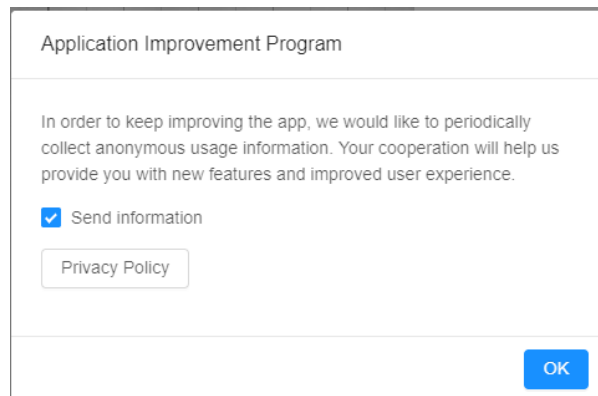 Application Improvement Program
In order to keep improving the app, we would like to periodically
collect anonymous usage information. Your cooperation will help us
provide you with new features and improved user experience.
Send information
Privacy Policy
OK